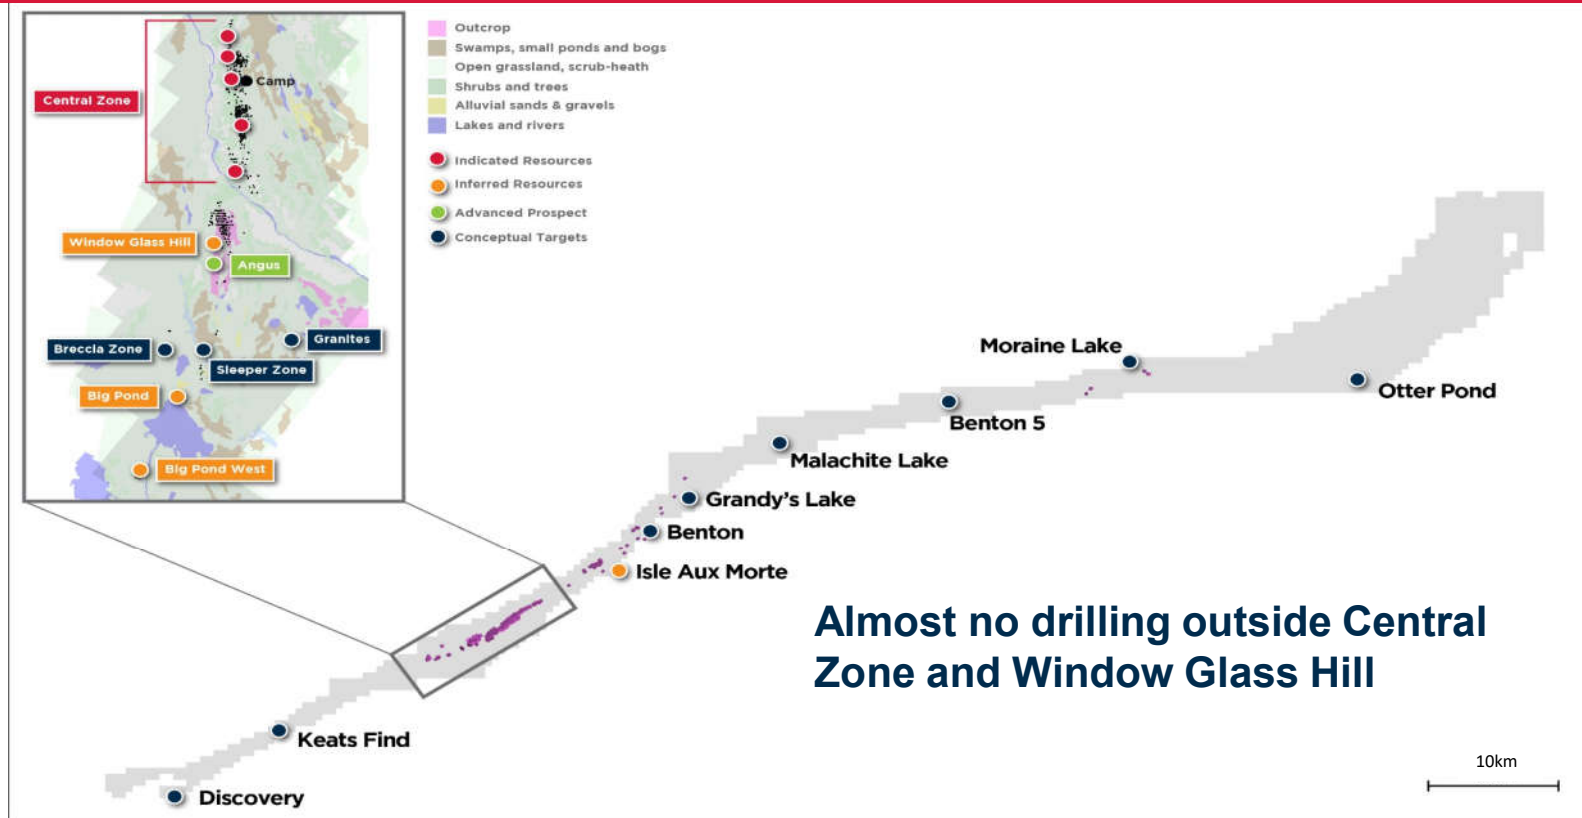 Outcrop
Swamps, small ponds and bogs
Open grassland, scrub-heath
Shrubs and trees
Alluvial sands & gravels
Lakes and rivers
Indicated Resources
Inferred Resources
Advanced Prospect
Conceptual Targets
Camp
Central Zone
Window Glass Hill
Angus
Breccia Zone
Granites
Sleeper Zone
Big Pond
Big Pond West
Moraine Lake
Otter Pond
Benton 5
Malachite Lake
Grandy's Lake
Benton
Isle Aux Morte
Almost no drilling outside Central
Zone and Window Glass Hill
Keats Find
Discovery
10km